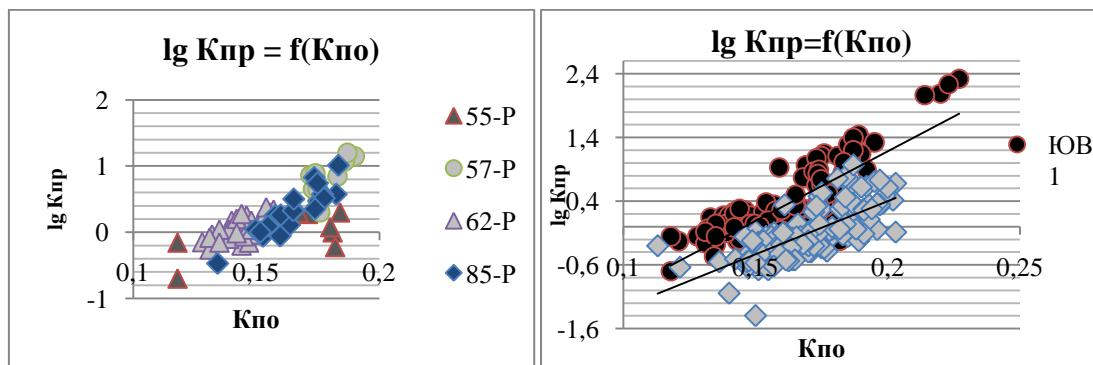 lg Кпр = f(Кпо)
lg Кпр
2
1
0
-1
0,1
0,15
0,2
Кпо
55-Р
57-Р
62-Р
85-Р
lg Кпр=f(Кпо)
lg Кпр
2,4
1,4
0,4
-0,6
-1,6
0,1
0,15
0,2
0,25
Кпо
ЮВ
1